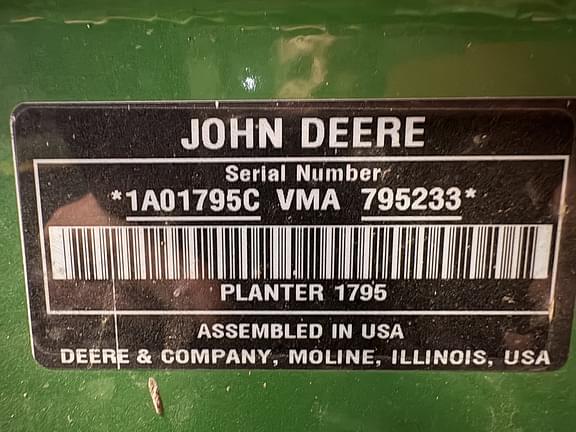 JOHN DEERE
Serial Number
*1A01795C VMA 795233*
PLANTER 1795
ASSEMBLED IN USA
DEERE & COMPANY, MOLINE, ILLINOIS, USA